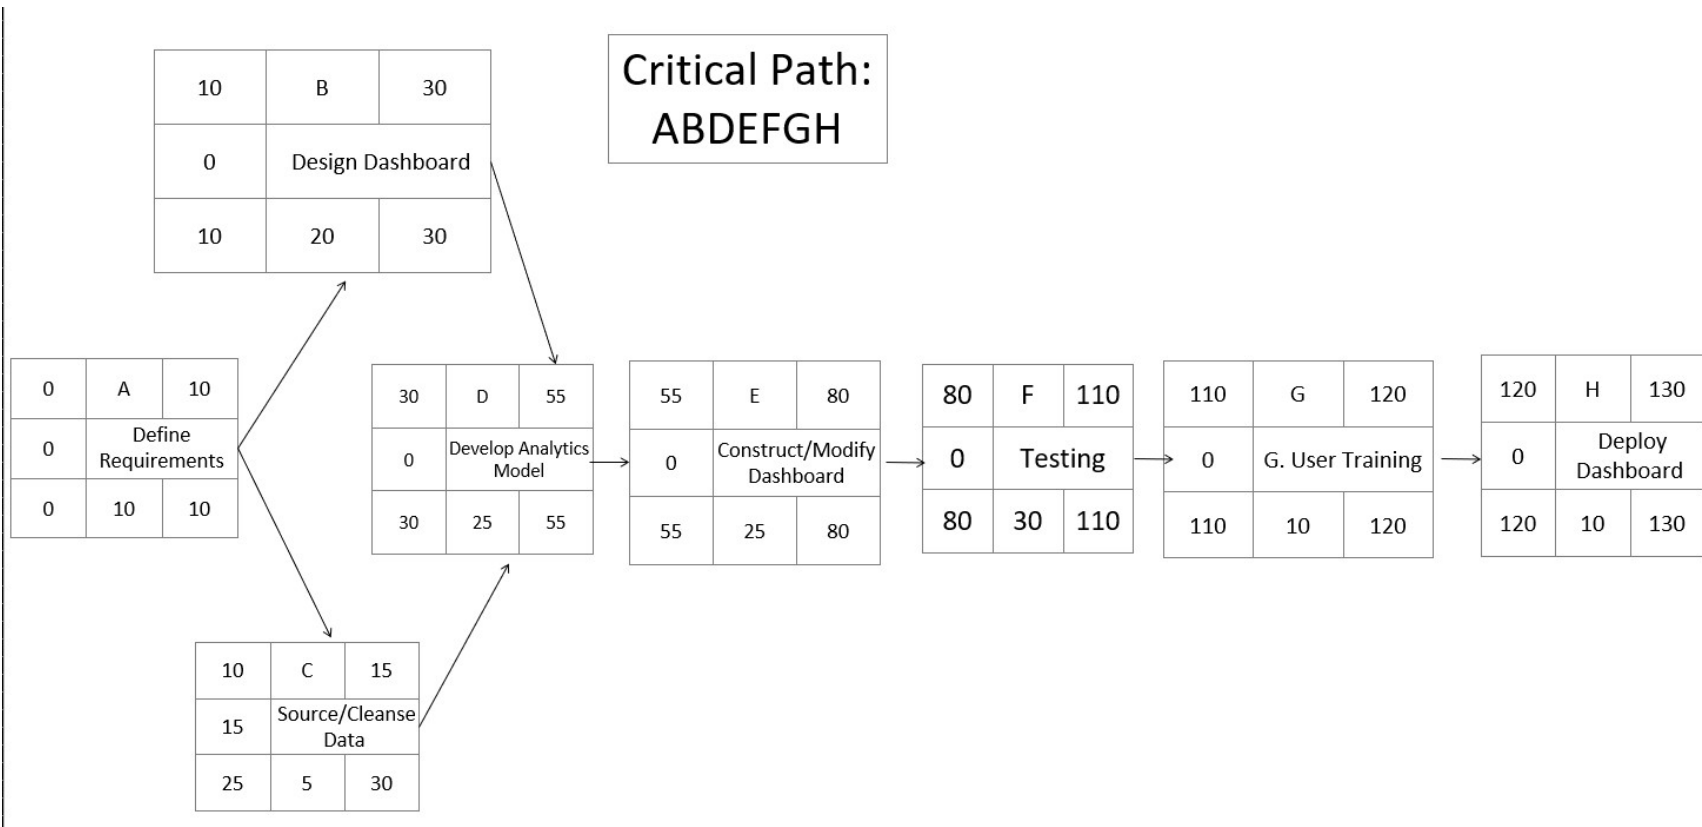 Critical Path:
ABDEFGH
10 B 30
0 Design Dashboard
10 20 30
0 A 10
0 Define
Requirements
0 10 10
10 C 15
15 Source/Cleanse
Data
25 5 30
30 D 55
0 Develop Analytics
Model
30 25 55
55 E 80
0 Construct/Modify
Dashboard
55 25 80
80 F 110
0 Testing
80 30 110
110 G 120
0 G. User Training
110 10 120
120 H 130
0 Deploy
Dashboard
120 10 130